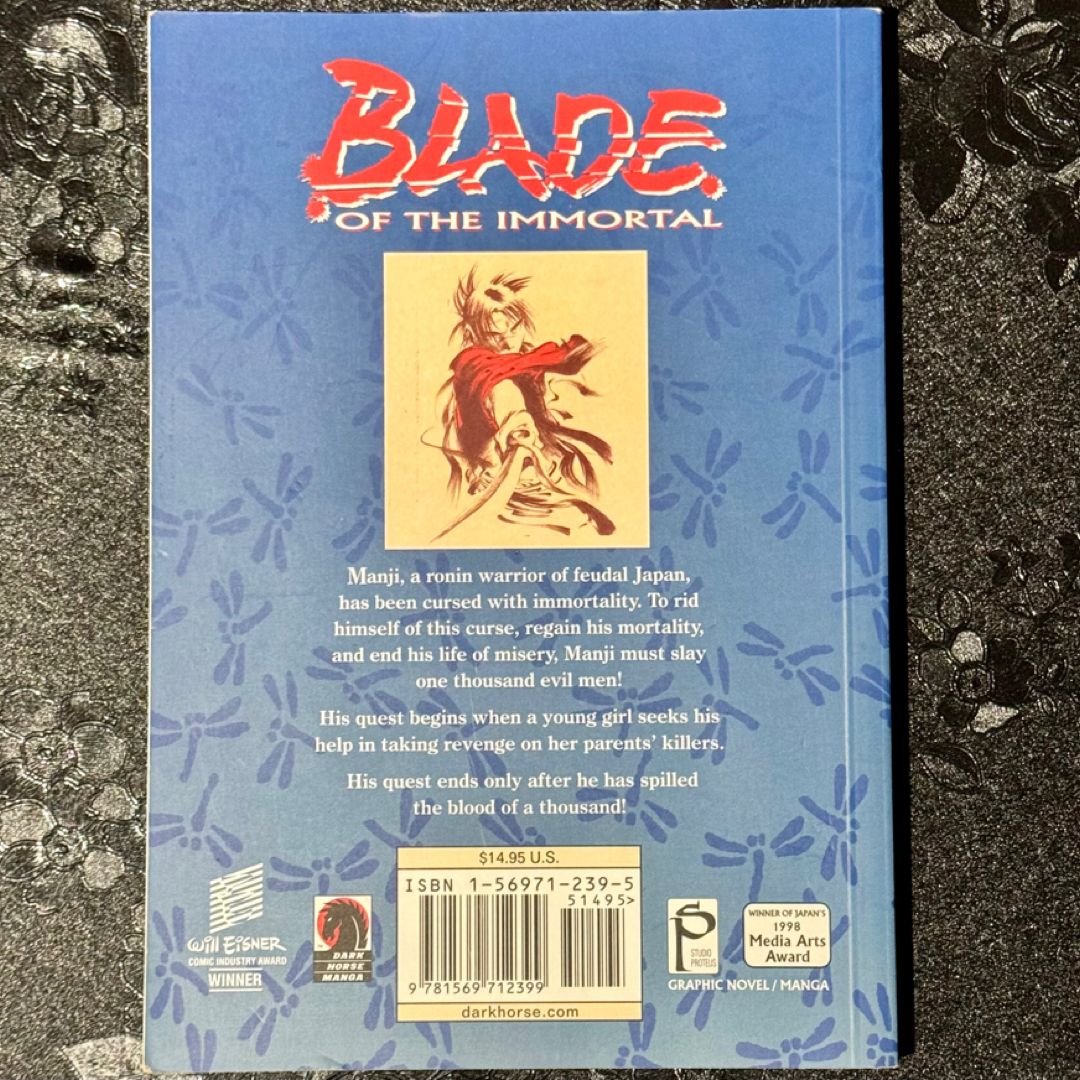 BLADE
OF THE IMMORTAL
Manji, a ronin warrior of feudal Japan,
has been cursed with immortality. To rid
himself of this curse, regain his mortality,
and end his life of misery, Manji must slay
one thousand evil men!
His quest begins when a young girl seeks his
help in taking revenge on her parents' killers.
His quest ends only after he has spilled
the blood of a thousand!
$14.95 U.S.
ISBN 1-56971-239-5
51495>
9 781569 712399
darkhorse.com
Will Eisner
COMIC INDUSTRY AWARD
WINNER
DARK
HORSE
MANGA
SP
STUDIO
PROTEUS
WINNER OF JAPAN'S
1998
Media Arts
Award
GRAPHIC NOVEL / MANGA